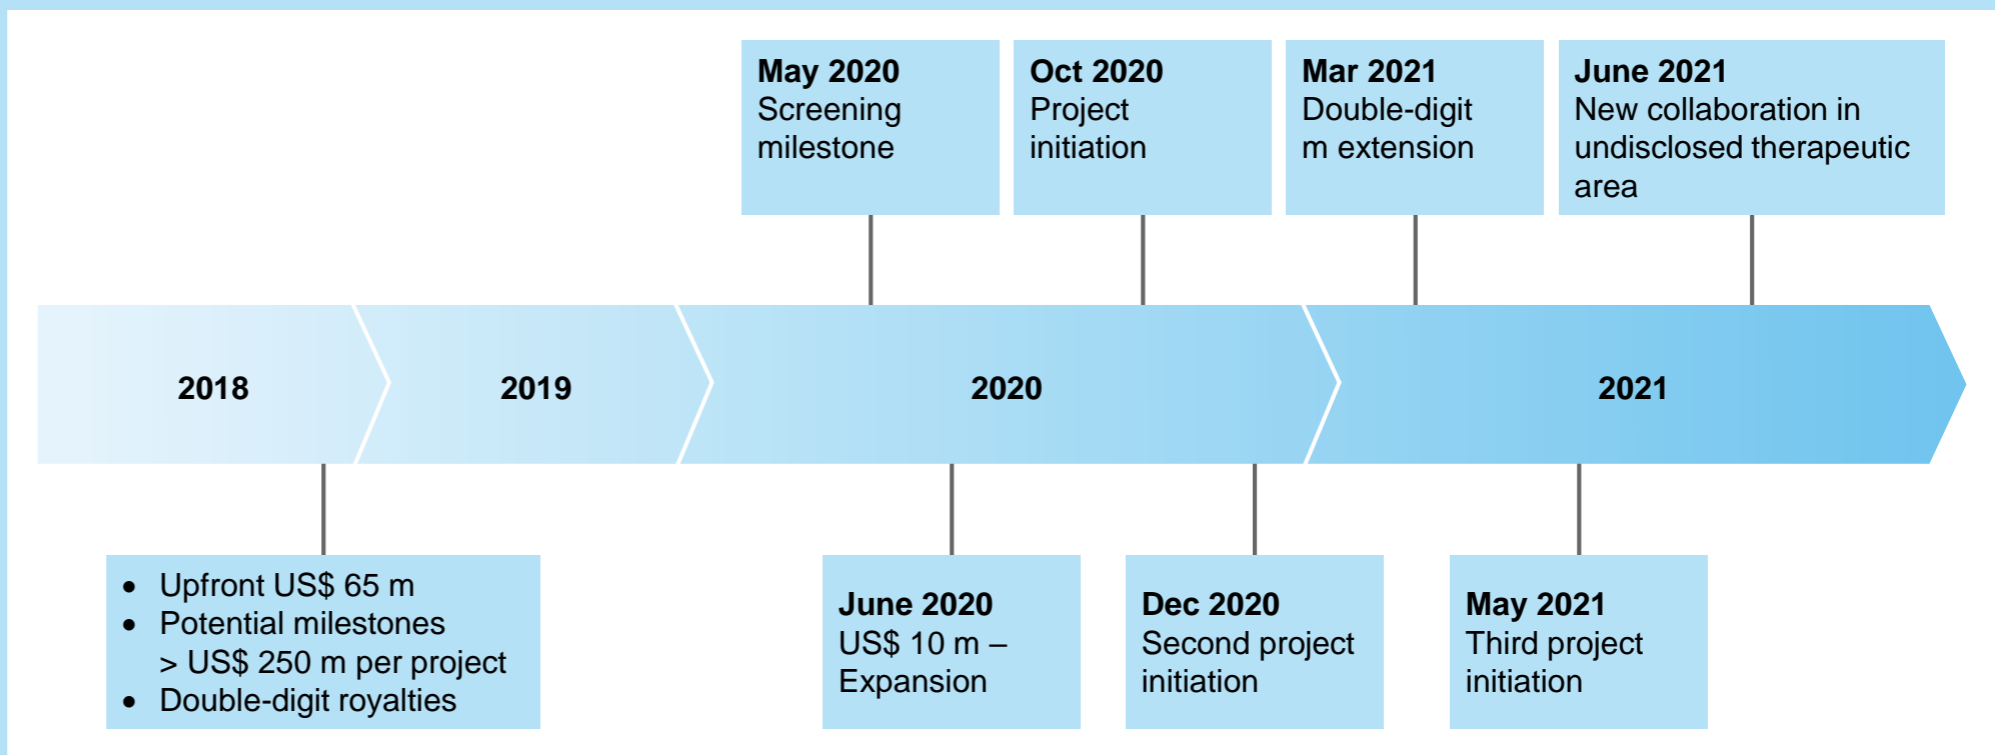 May 2020
Screening
milestone
Oct 2020
Project
initiation
Mar 2021
Double-digit
m extension
June 2021
New collaboration in
undisclosed therapeutic
area
2018
2019
2020
2021
• Upfront US$ 65 m
• Potential milestones
> US$ 250 m per project
• Double-digit royalties
June 2020
US$ 10 m –
Expansion
Dec 2020
Second project
initiation
May 2021
Third project
initiation